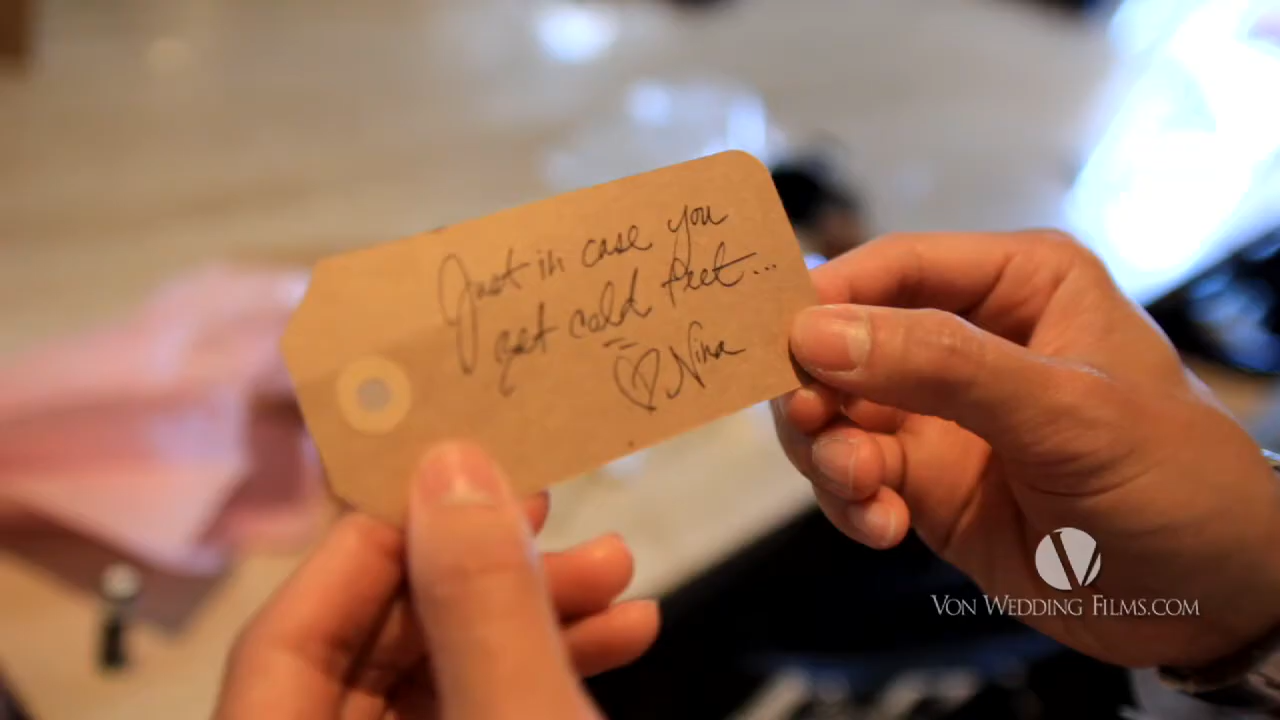 Just in case you
get cold feet...
♡ Nina
V
VON WEDDING FILMS.COM